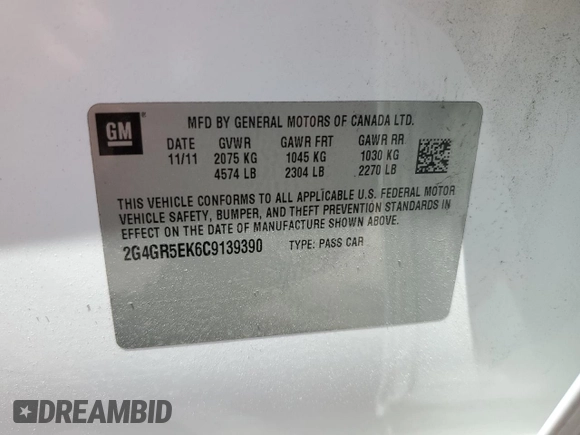 GM
MFD BY GENERAL MOTORS OF CANADA LTD.
DATE GVWR GAWR FRT GAWR RR
11/11 2075 KG 1045 KG 1030 KG
4574 LB 2304 LB 2270 LB
THIS VEHICLE CONFORMS TO ALL APPLICABLE U.S. FEDERAL MOTOR
VEHICLE SAFETY, BUMPER, AND THEFT PREVENTION STANDARDS IN
EFFECT ON THE DATE OF MANUFACTURE SHOWN ABOVE.
2G4GR5EK6C9139390 TYPE: PASS CAR
DREAMBID